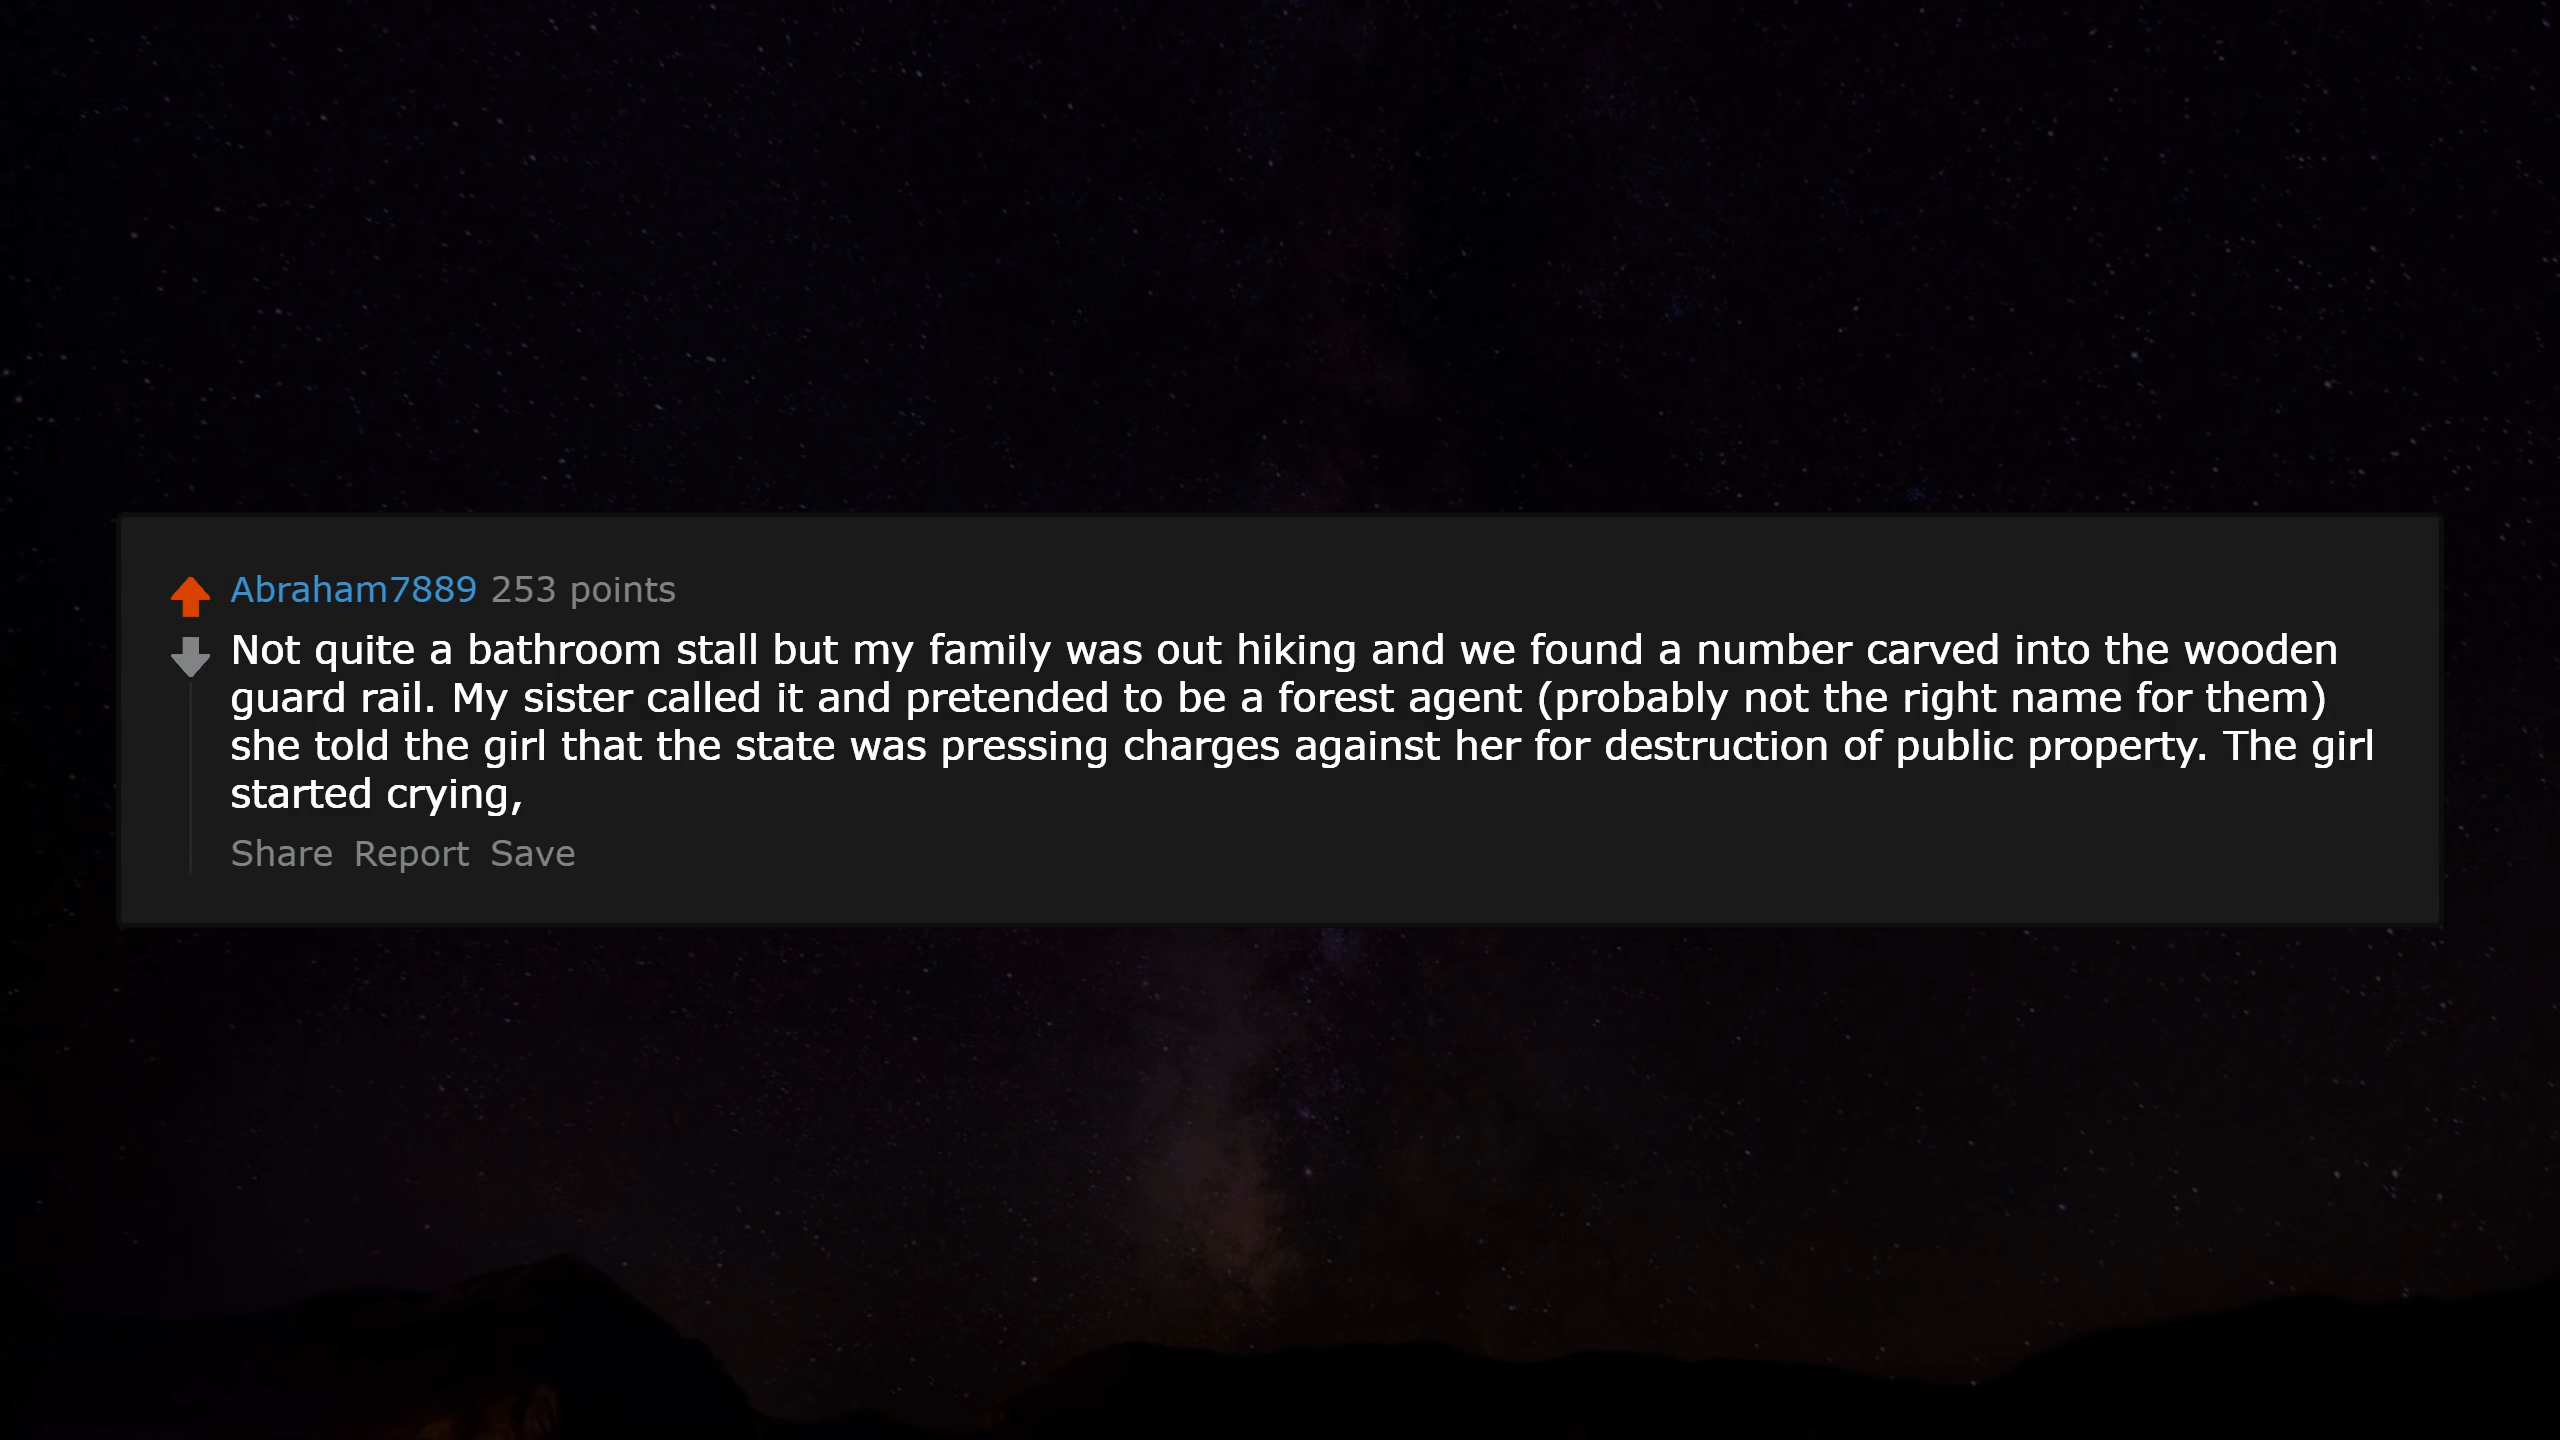 Abraham7889 253 points
Not quite a bathroom stall but my family was out hiking and we found a number carved into the wooden
guard rail. My sister called it and pretended to be a forest agent (probably not the right name for them)
she told the girl that the state was pressing charges against her for destruction of public property. The girl
started crying,
Share Report Save